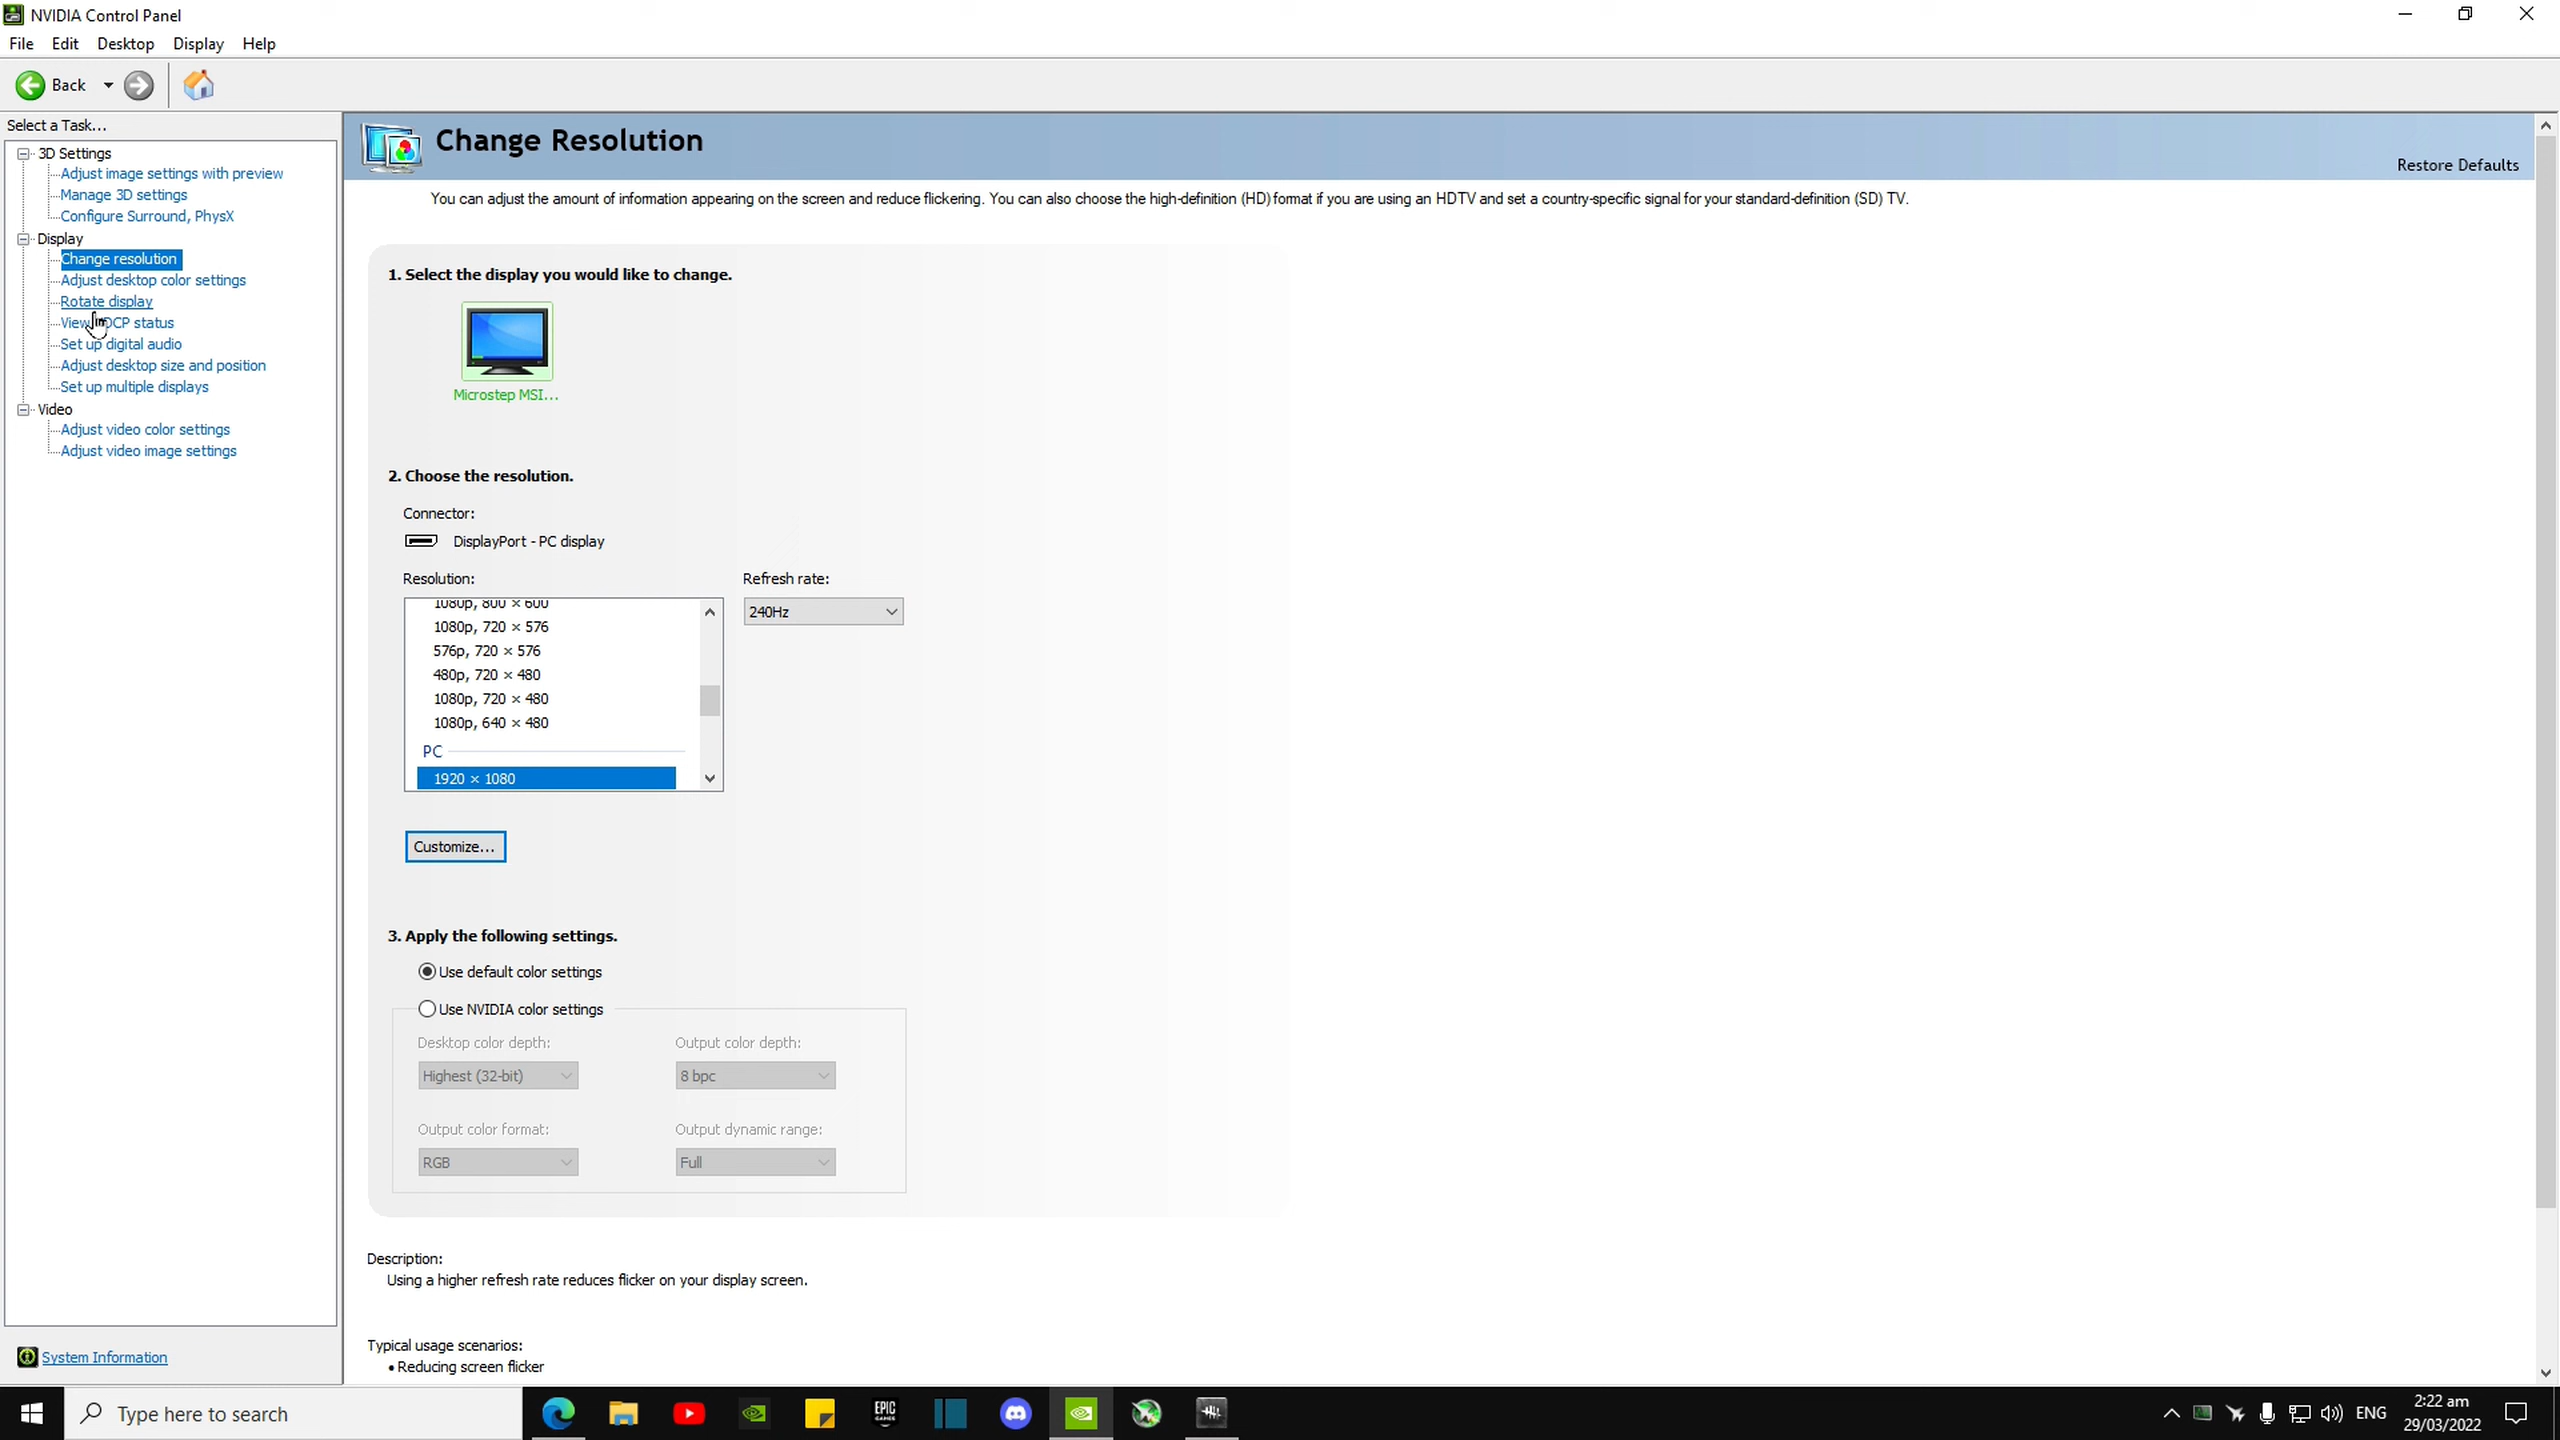 NVIDIA Control Panel
File Edit Desktop Display Help
Back
Select a Task...
3D Settings
Adjust image settings with preview
Manage 3D settings
Configure Surround, PhysX
Display
Change resolution
Adjust desktop color settings
Rotate display
View DCP status
Set up digital audio
Adjust desktop size and position
Set up multiple displays
Video
Adjust video color settings
Adjust video image settings
System Information
Change Resolution
Restore Defaults
You can adjust the amount of information appearing on the screen and reduce flickering. You can also choose the high-definition (HD) format if you are using an HDTV and set a country-specific signal for your standard-definition (SD) TV.
1. Select the display you would like to change.
Microstep MSI...
2. Choose the resolution.
Connector:
DisplayPort - PC display
Resolution:
Refresh rate:
240Hz
1080p, 800 × 600
1080p, 720 × 576
576p, 720 × 576
480p, 720 × 480
1080p, 720 × 480
1080p, 640 × 480
PC
1920 × 1080
Customize...
3. Apply the following settings.
Use default color settings
Use NVIDIA color settings
Desktop color depth: Output color depth:
Highest (32-bit) 8 bpc
Output color format: Output dynamic range:
RGB Full
Description:
Using a higher refresh rate reduces flicker on your display screen.
Typical usage scenarios:
• Reducing screen flicker
Type here to search
EPIC GAMES
ENG
2:22 am
29/03/2022